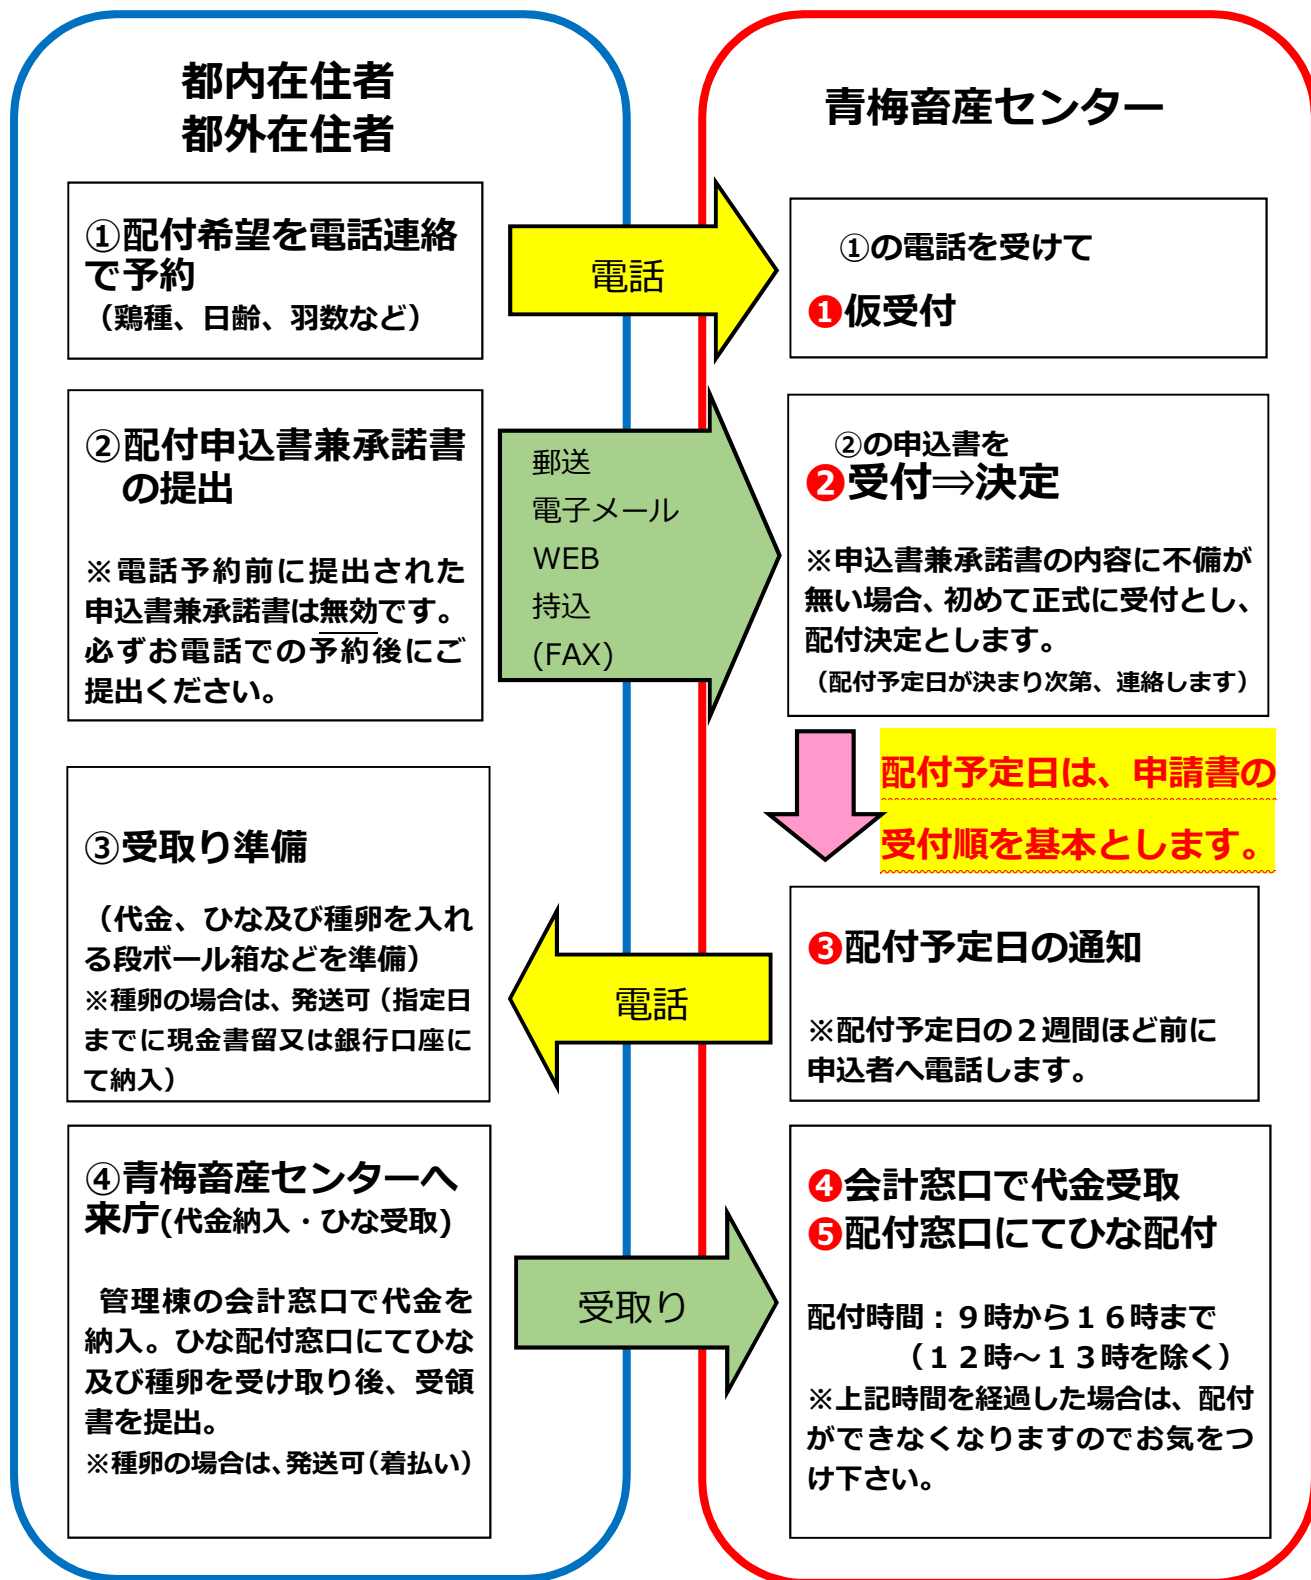 都内在住者
都外在住者
①配付希望を電話連絡
で予約
（鶏種、日齢、羽数など）
電話
青梅畜産センター
①の電話を受けて
❶仮受付
②配付申込書兼承諾書
の提出
※電話予約前に提出された
申込書兼承諾書は無効です。
必ずお電話での予約後にご
提出ください。
郵送
電子メール
WEB
持込
(FAX)
②の申込書を
❷受付⇒決定
※申込書兼承諾書の内容に不備が
無い場合、初めて正式に受付とし、
配付決定とします。
（配付予定日が決まり次第、連絡します）
配付予定日は、申請書の
受付順を基本とします。
③受取り準備
（代金、ひな及び種卵を入れ
る段ボール箱などを準備）
※種卵の場合は、発送可（指定日
までに現金書留又は銀行口座に
て納入）
電話
❸配付予定日の通知
※配付予定日の２週間ほど前に
申込者へ電話します。
④青梅畜産センターへ
来庁(代金納入・ひな受取)
管理棟の会計窓口で代金を
納入。ひな配付窓口にてひな
及び種卵を受け取り後、受領
書を提出。
※種卵の場合は、発送可（着払い）
受取り
❹会計窓口で代金受取
❺配付窓口にてひな配付
配付時間：９時から１６時まで
（１２時～１３時を除く）
※上記時間を経過した場合は、配付
ができなくなりますのでお気をつ
け下さい。